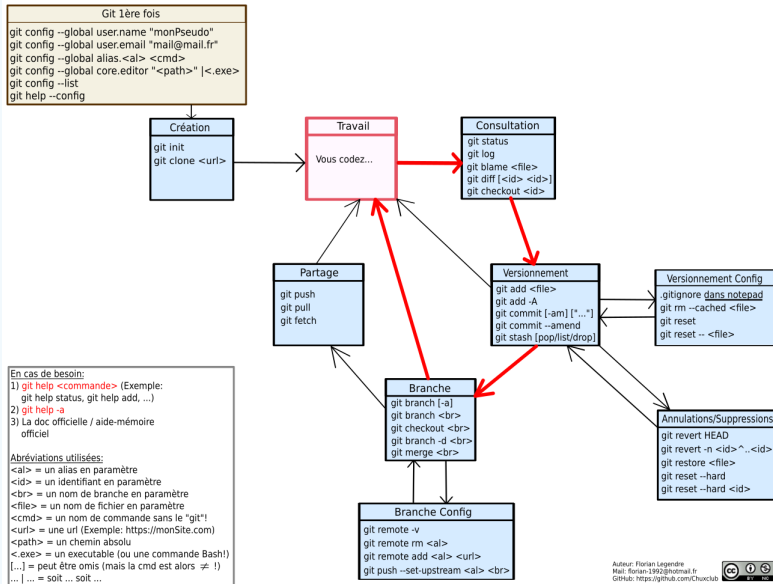 Git 1ère fois
git config --global user.name "monPseudo"
git config --global user.email "mail@mail.fr"
git config --global alias.<al> <cmd>
git config --global core.editor "<path>" |<.exe>
git config --list
git help --config
Création
git init
git clone <url>
Travail
Vous codez...
Consultation
git status
git log
git blame <file>
git diff [<id> <id>]
git checkout <id>
Partage
git push
git pull
git fetch
Versionnement
git add <file>
git add -A
git commit [-am] ["..."]
git commit --amend
git stash [pop/list/drop]
Versionnement Config
.gitignore dans notepad
git rm --cached <file>
git reset
git reset -- <file>
Branche
git branch [-a]
git branch <br>
git checkout <br>
git branch -d <br>
git merge <br>
Annulations/Suppressions
git revert HEAD
git revert -n <id>^..<id>
git restore <file>
git reset --hard
git reset --hard <id>
Branche Config
git remote -v
git remote rm <al>
git remote add <al> <url>
git push --set-upstream <al> <br>
En cas de besoin:
1) git help <commande> (Exemple:
git help status, git help add, ...)
2) git help -a
3) La doc officielle / aide-mémoire
officiel
Abréviations utilisées:
<al> = un alias en paramètre
<id> = un identifiant en paramètre
<br> = un nom de branche en paramètre
<file> = un nom de fichier en paramètre
<cmd> = un nom de commande sans le "git"!
<url> = une url (Exemple: https://monSite.com)
<path> = un chemin absolu
<.exe> = un executable (ou une commande Bash!)
[...] = peut être omis (mais la cmd est alors ≠ !)
... | ... = soit ... soit ...
Auteur: Florian Legendre
Mail: florian-1992@hotmail.fr
GitHub: https://github.com/Chuxclub
cc
BY NC